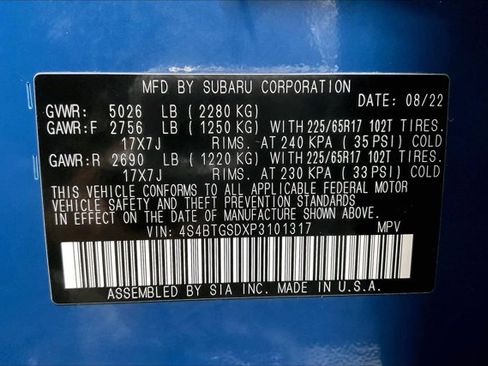 MFD BY SUBARU CORPORATION
GVWR: 5026 LB (2280 KG) DATE: 08/22
GAWR:F 2756 LB (1250 KG) WITH 225/65R17 102T TIRES.
17X7J RIMS. AT 240 KPA (35 PSI) COLD
GAWR:R 2690 LB (1220 KG) WITH 225/65R17 102T TIRES.
17X7J RIMS. AT 230 KPA (33 PSI) COLD
THIS VEHICLE CONFORMS TO ALL APPLICABLE FEDERAL MOTOR
VEHICLE SAFETY AND THEFT PREVENTION STANDARDS
IN EFFECT ON THE DATE OF MANUFACTURE SHOWN ABOVE.
VIN: 4S4BTGSDXP3101317 MPV
ASSEMBLED BY SIA INC. MADE IN U.S.A.